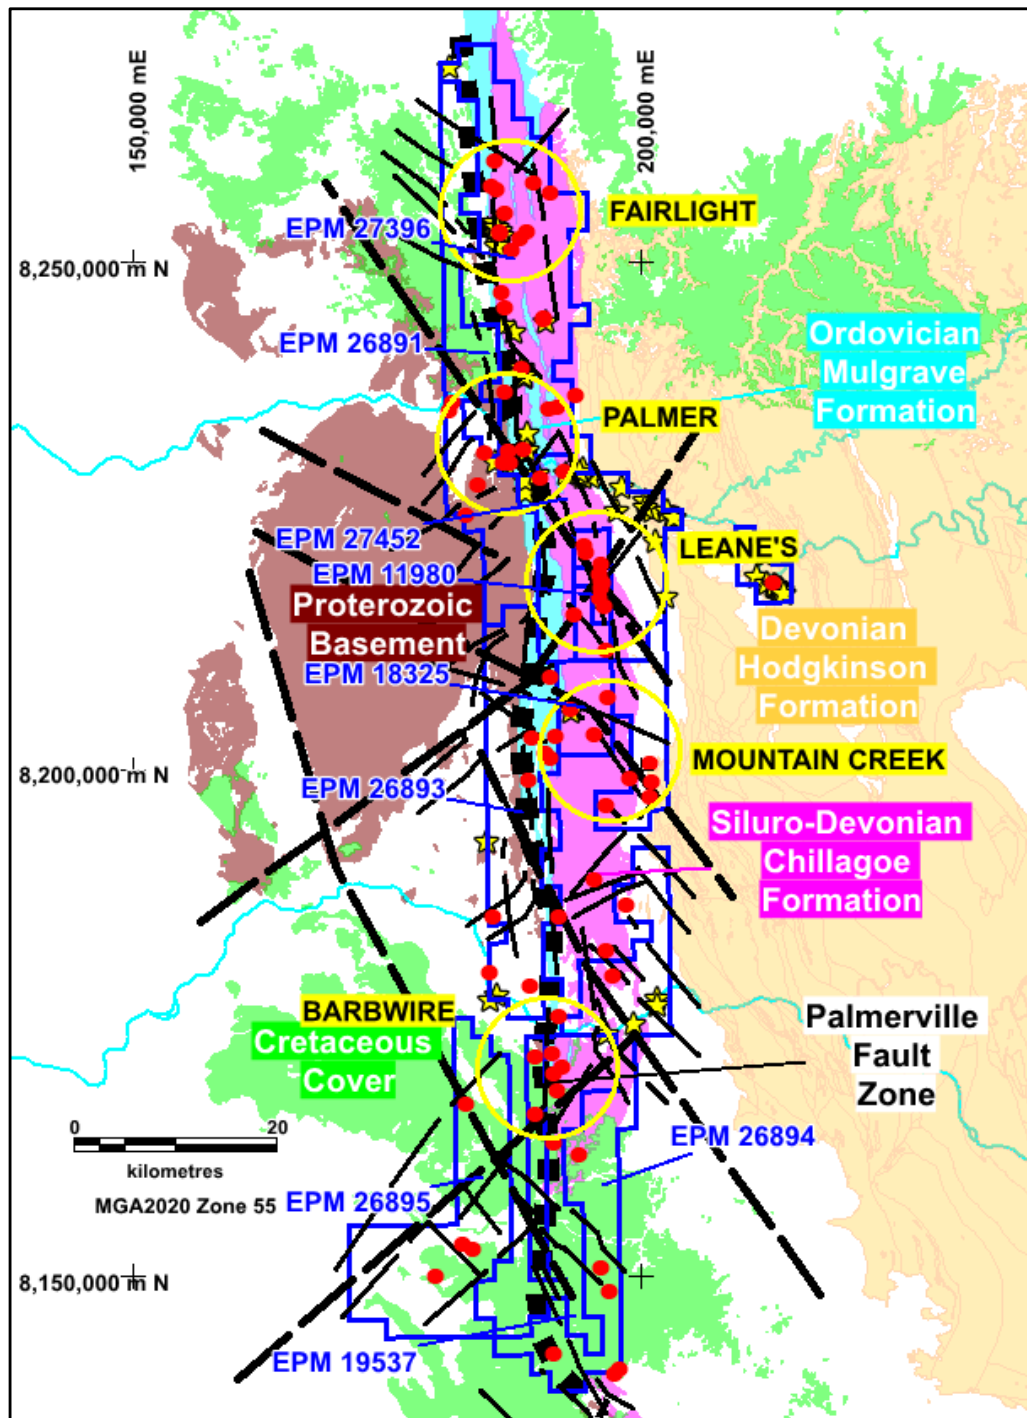 150,000 mE
200,000 mE
FAIRLIGHT
EPM 27396
8,250,000 m N
Ordovician
Mulgrave
Formation
EPM 26891
PALMER
EPM 27452
LEANE'S
EPM 11980
Proterozoic
Basement
Devonian
Hodgkinson
Formation
EPM 18325
MOUNTAIN CREEK
8,200,000 m N
EPM 26893
Siluro-Devonian
Chillagoe
Formation
BARBWIRE
Cretaceous
Cover
Palmerville
Fault
Zone
0 20
kilometres
MGA2020 Zone 55
EPM 26894
EPM 26895
8,150,000 m N
EPM 19537